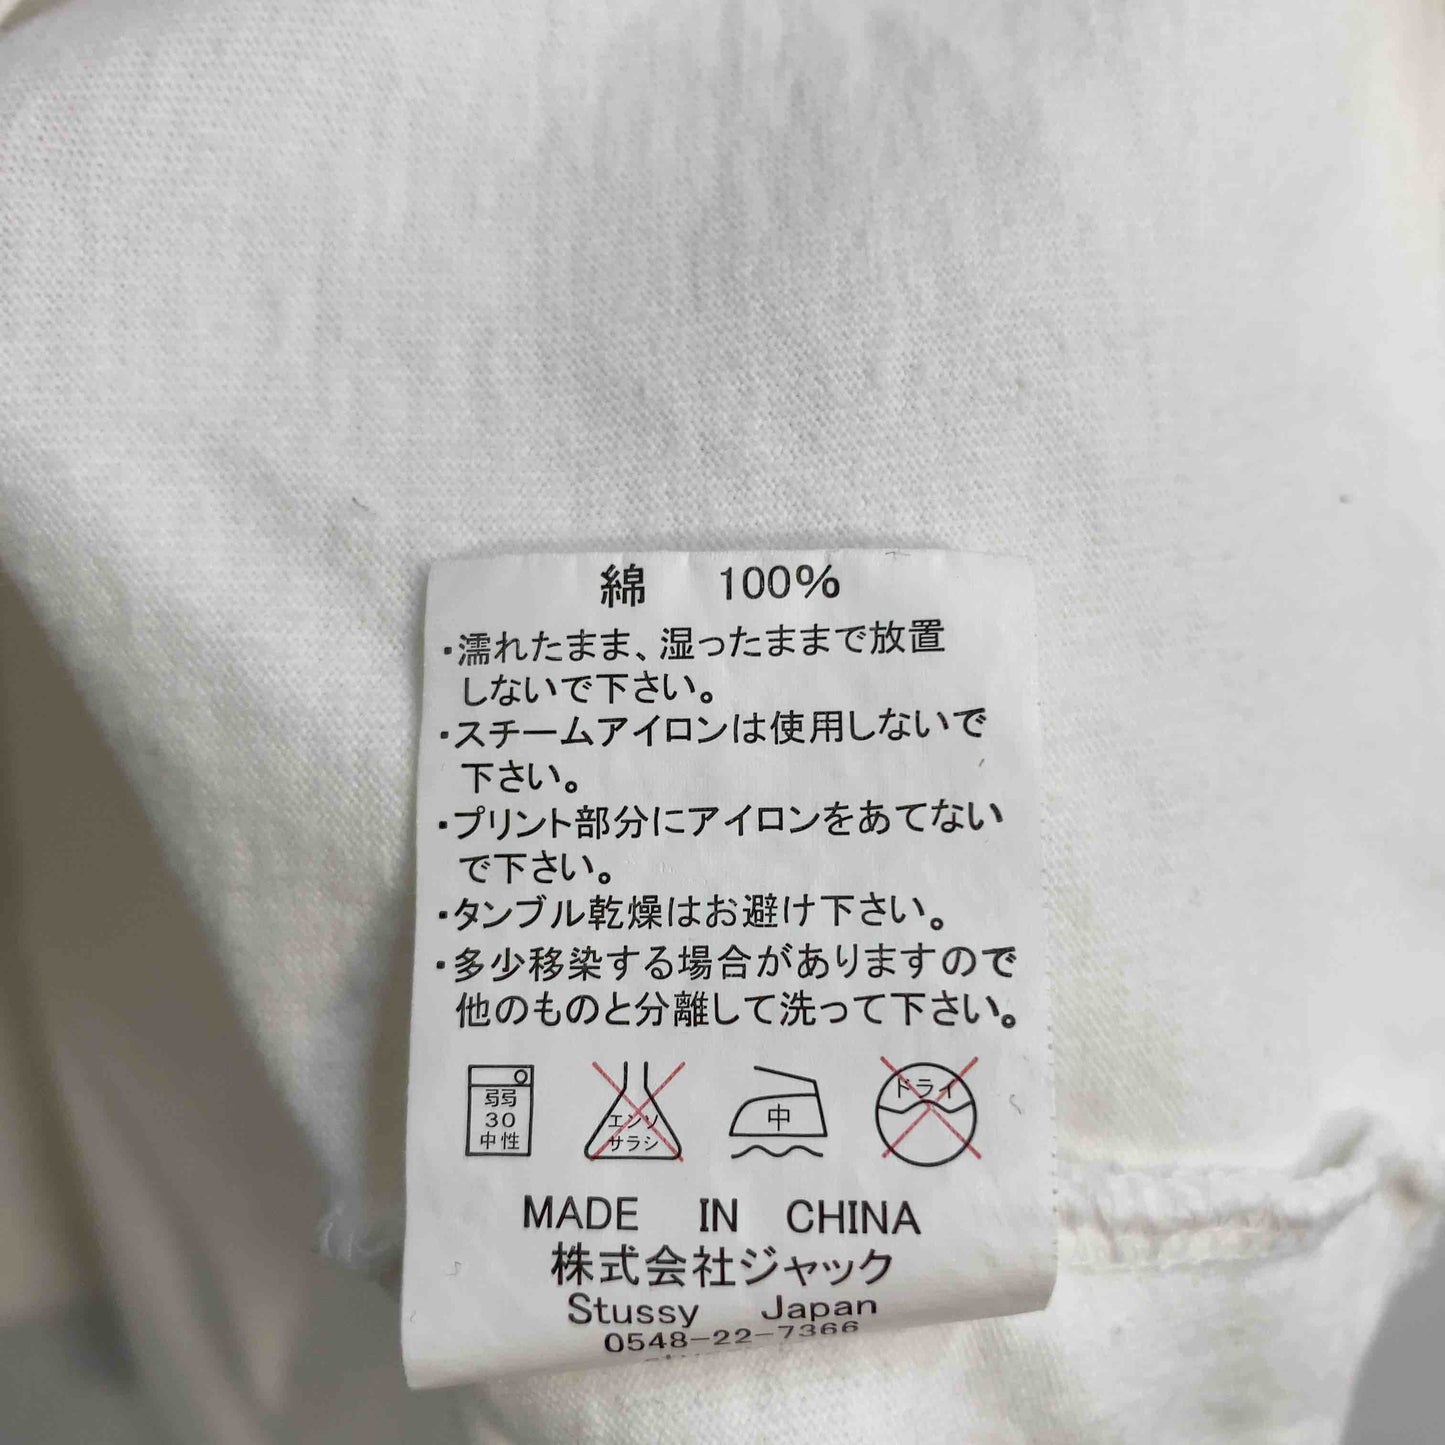 綿 100%
・濡れたまま、湿ったままで放置
しないで下さい。
・スチームアイロンは使用しないで
下さい。
・プリント部分にアイロンをあてない
で下さい。
・タンブル乾燥はお避け下さい。
・多少移染する場合がありますので
他のものと分離して洗って下さい。
弱
30
中性
エンソ
サラシ
中
ドライ
MADE IN CHINA
株式会社ジャック
Stussy Japan
0548-22-7366